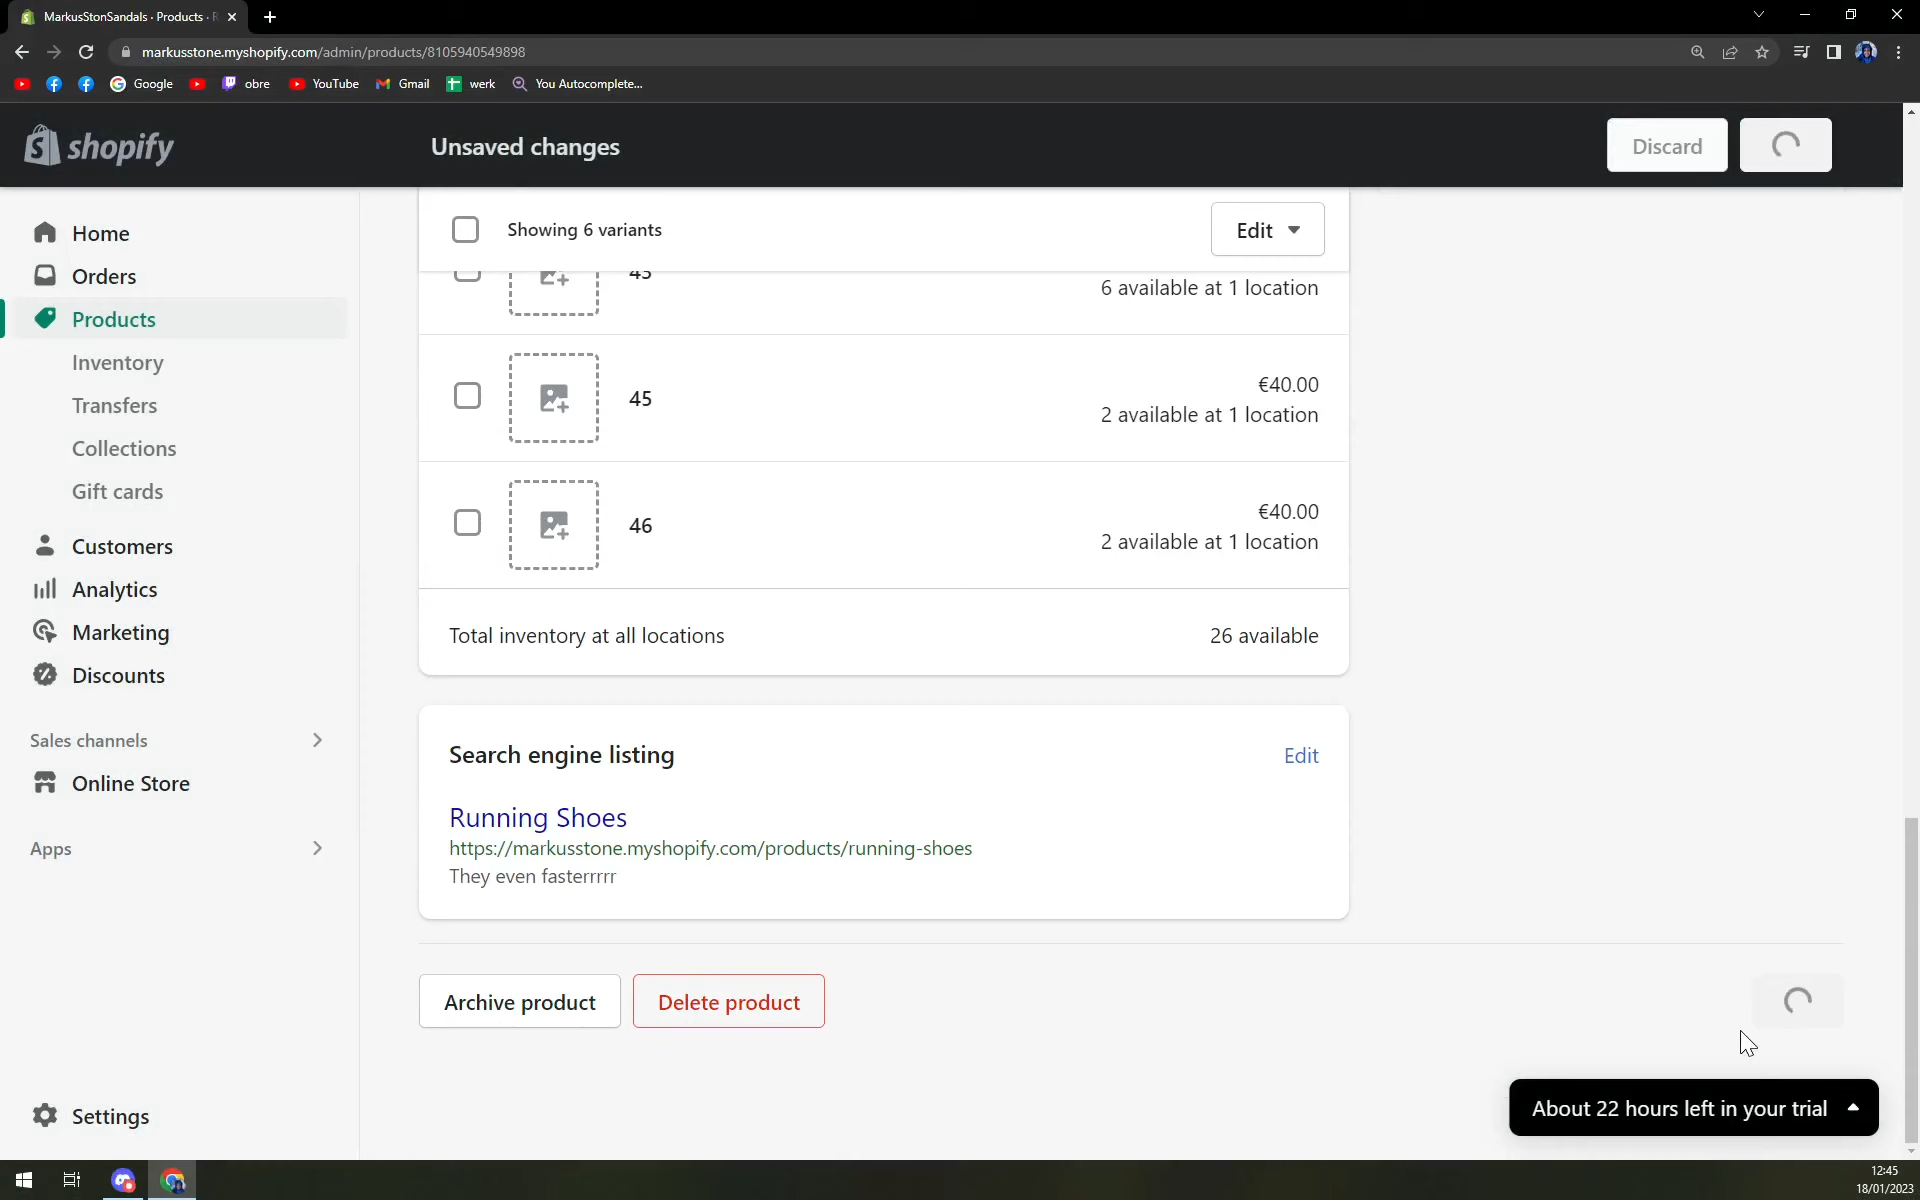 MarkusStonSandals · Products ·
markusstone.myshopify.com/admin/products/8105940549898
Google
obre
YouTube
Gmail
werk
You Autocomplete...
shopify
Unsaved changes
Discard
Home
Orders
Products
Inventory
Transfers
Collections
Gift cards
Customers
Analytics
Marketing
Discounts
Sales channels
Online Store
Apps
Settings
Showing 6 variants
Edit
6 available at 1 location
45
€40.00
2 available at 1 location
46
€40.00
2 available at 1 location
Total inventory at all locations
26 available
Search engine listing
Edit
Running Shoes
https://markusstone.myshopify.com/products/running-shoes
They even fasterrrrr
Archive product
Delete product
About 22 hours left in your trial
12:45
18/01/2023